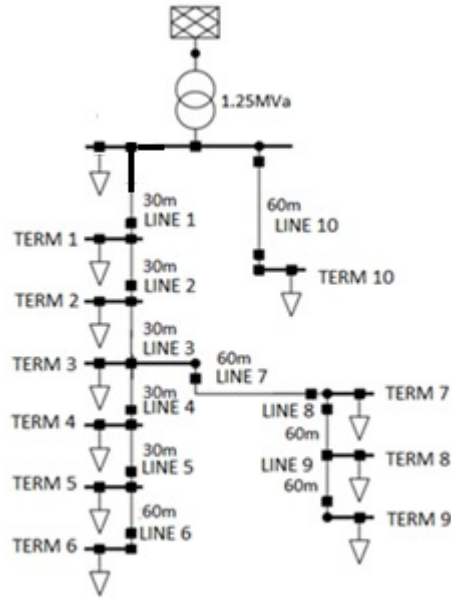 1.25MVa
30m
LINE 1
60m
LINE 10
TERM 1
30m
LINE 2
TERM 10
TERM 2
30m
LINE 3
TERM 3
60m
LINE 7
30m
LINE 4
LINE 8
TERM 7
TERM 4
60m
30m
LINE 5
LINE 9
TERM 8
TERM 5
60m
60m
LINE 6
TERM 9
TERM 6